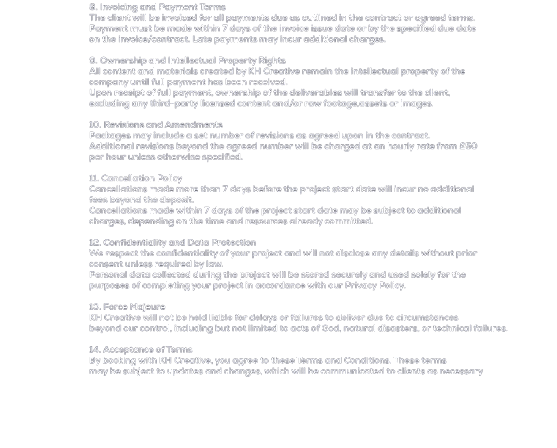 8. Invoicing and Payment Terms
The client will be invoiced for all payments due as outlined in the contract or agreed terms.
Payment must be made within 7 days of the invoice issue date or by the specified due date
on the invoice/contract. Late payments may incur additional charges.
9. Ownership and Intellectual Property Rights
All content and materials created by KH Creative remain the intellectual property of the
company until full payment has been received.
Upon receipt of full payment, ownership of the deliverables will transfer to the client,
excluding any third-party licensed content and/or raw footage/assets or images.
10. Revisions and Amendments
Packages may include a set number of revisions as agreed upon in the contract.
Additional revisions beyond the agreed number will be charged at an hourly rate from £50
per hour unless otherwise specified.
11. Cancellation Policy
Cancellations made more than 7 days before the project start date will incur no additional
fees beyond the deposit.
Cancellations made within 7 days of the project start date may be subject to additional
charges, depending on the time and resources already committed.
12. Confidentiality and Data Protection
We respect the confidentiality of your project and will not disclose any details without prior
consent unless required by law.
Personal data collected during the project will be stored securely and used solely for the
purposes of completing your project in accordance with our Privacy Policy.
13. Force Majeure
KH Creative will not be held liable for delays or failures to deliver due to circumstances
beyond our control, including but not limited to acts of God, natural disasters, or technical failures.
14. Acceptance of Terms
By booking with KH Creative, you agree to these Terms and Conditions. These terms
may be subject to updates and changes, which will be communicated to clients as necessary